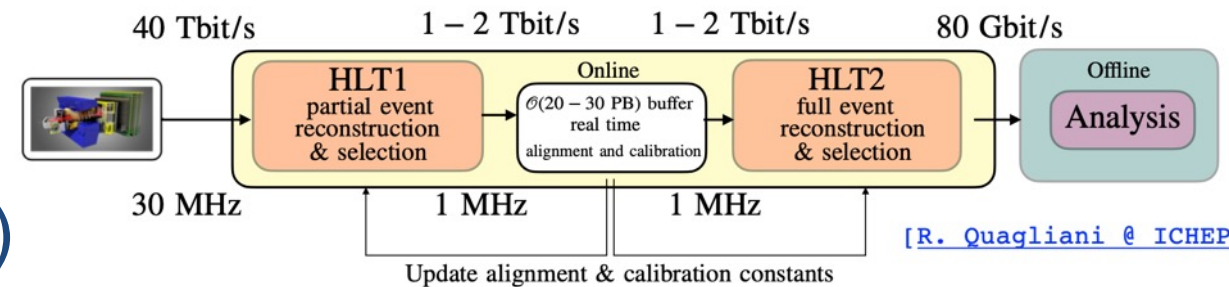 40 Tbit/s
1 – 2 Tbit/s
1 – 2 Tbit/s
80 Gbit/s
HLT1
partial event
reconstruction
& selection
Online
𝒪(20 – 30 PB) buffer
real time
alignment and calibration
HLT2
full event
reconstruction
& selection
Offline
Analysis
30 MHz
1 MHz
1 MHz
[R. Quagliani @ ICHEP
Update alignment & calibration constants